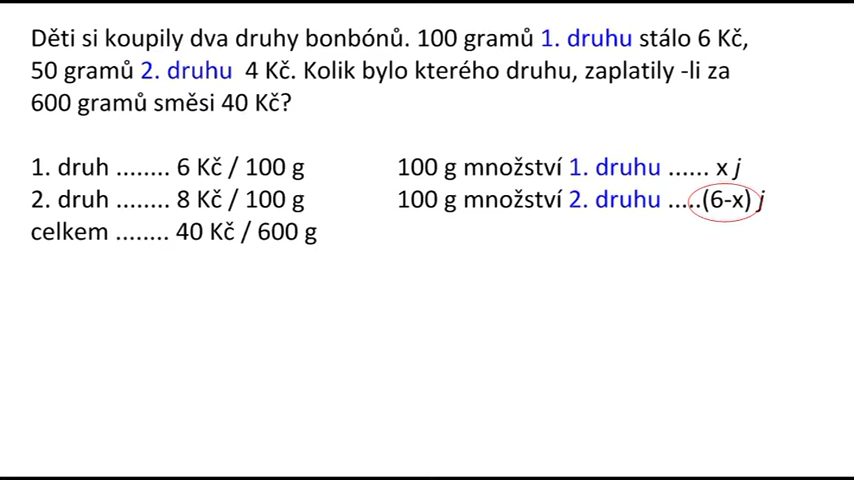 Děti si koupily dva druhy bonbónů. 100 gramů 1. druhu stálo 6 Kč,
50 gramů 2. druhu 4 Kč. Kolik bylo kterého druhu, zaplatily -li za
600 gramů směsi 40 Kč?
1. druh ........ 6 Kč / 100 g
100 g množství 1. druhu ...... x j
2. druh ........ 8 Kč / 100 g
100 g množství 2. druhu .....(6-x) j
celkem ........ 40 Kč / 600 g